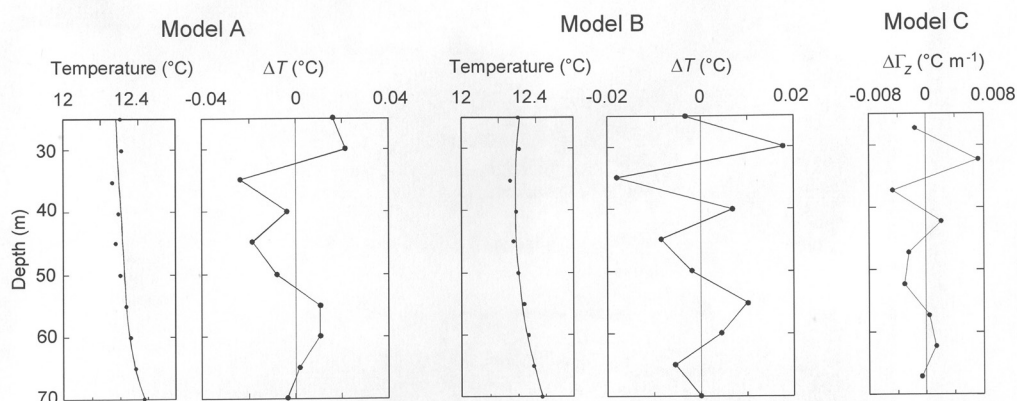 Model A
Model B
Model C
Temperature (°C)
ΔT (°C)
Temperature (°C)
ΔT (°C)
ΔΓz (°C m⁻¹)
12
12.4
-0.04
0
0.04
12
12.4
-0.02
0
0.02
-0.008
0
0.008
Depth (m)
30
40
50
60
70